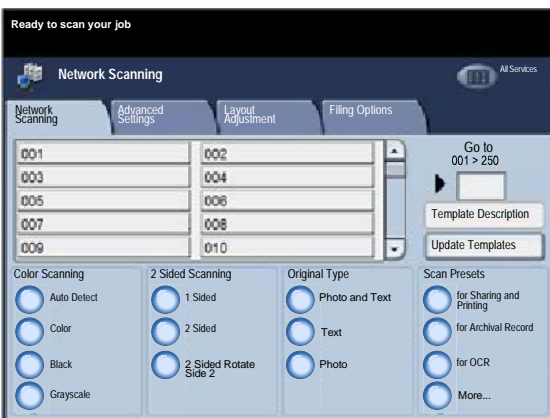 Ready to scan your job
Network Scanning
All Services
Network
Scanning
Advanced
Settings
Layout
Adjustment
Filing Options
001
002
003
004
005
006
007
008
009
010
Go to
001 > 250
Template Description
Update Templates
Color Scanning
Auto Detect
Color
Black
Grayscale
2 Sided Scanning
1 Sided
2 Sided
2 Sided Rotate
Side 2
Original Type
Photo and Text
Text
Photo
Scan Presets
for Sharing and
Printing
for Archival Record
for OCR
More...